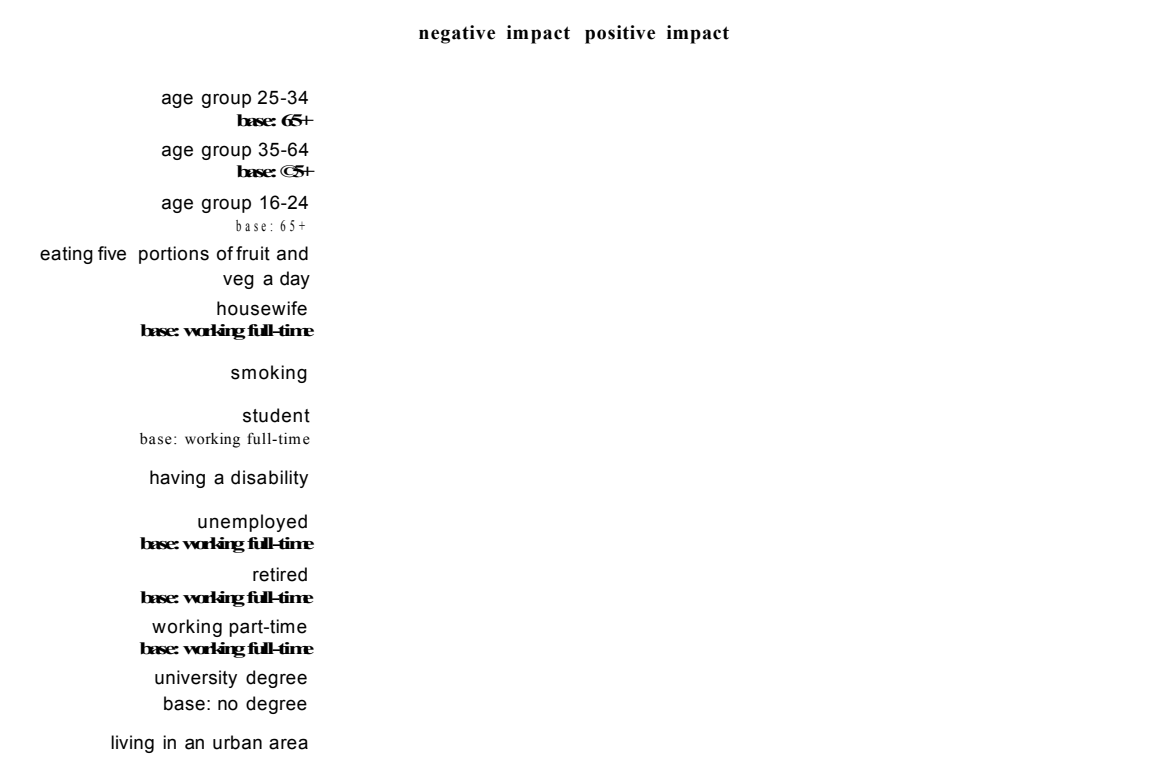 negative impact positive impact
age group 25-34
base: 65+
age group 35-64
base: ©5+
age group 16-24
base: 65+
eating five portions of fruit and
veg a day
housewife
base: working full-time
smoking
student
base: working full-time
having a disability
unemployed
base: working full-time
retired
base: working full-time
working part-time
base: working full-time
university degree
base: no degree
living in an urban area